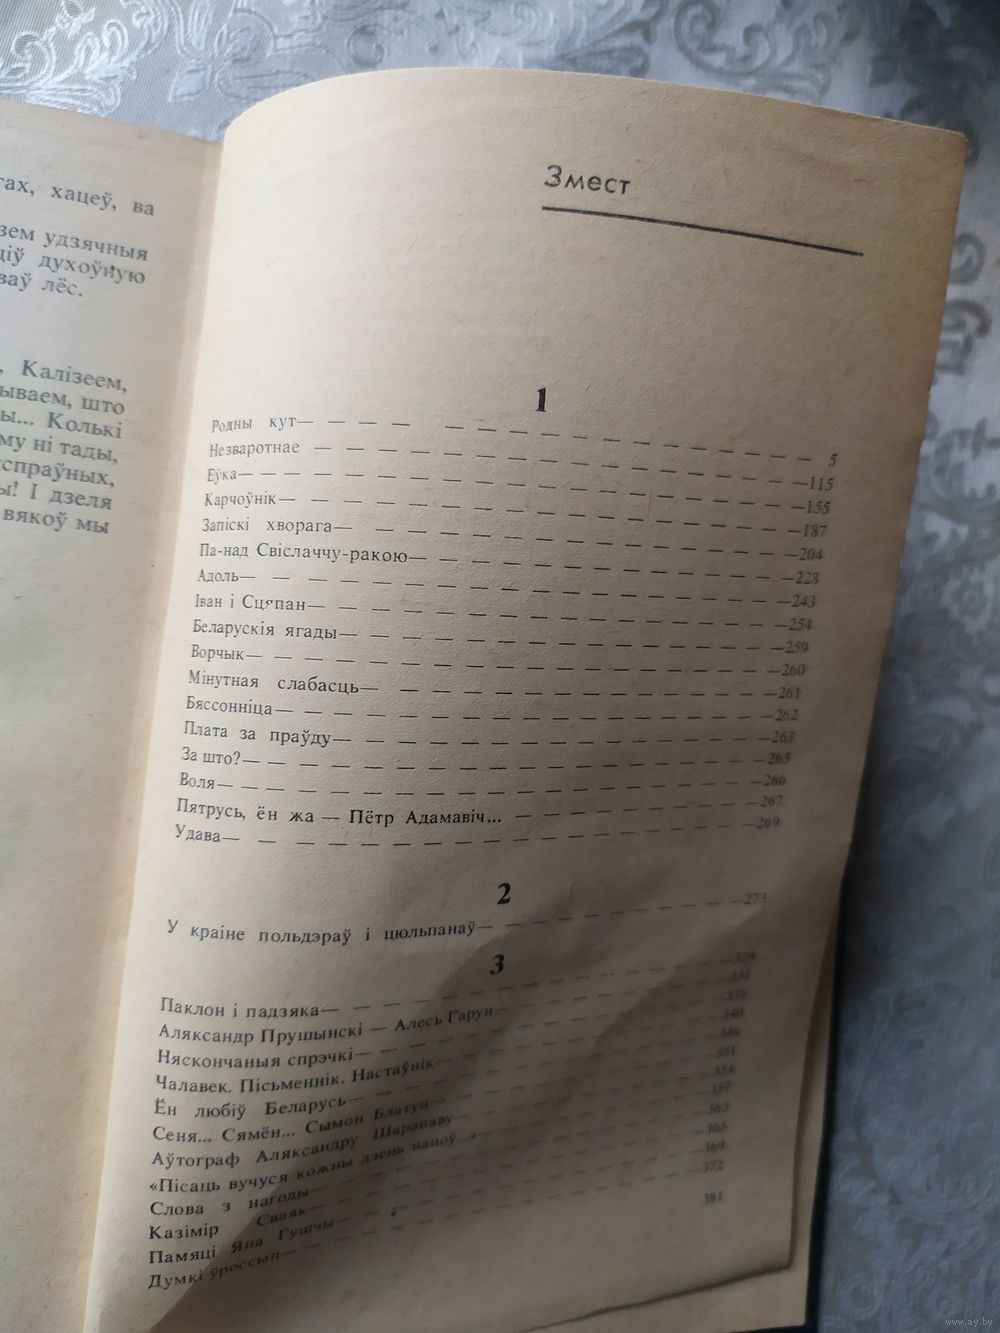 гах, хацеў, ва
зем удзячныя
ціў духоўную
ваў лёс.
, Калізеем,
ываем, што
ы... Колькі
му ні тады,
спраўных,
ы! І дзеля
вякоў мы
Змест
1
Родны кут— — — — — — — — — — — — 5
Незваротнае — — — — — — — — — — —115
Еўка— — — — — — — — — — — — —155
Карчоўнік— — — — — — — — — — — —187
Запіскі хворага— — — — — — — — — — —204
Па-над Свіслаччу-ракою— — — — — — — — —228
Адоль— — — — — — — — — — — — —243
Іван і Сцяпан— — — — — — — — — — —254
Беларускія ягады— — — — — — — — — —259
Ворчык— — — — — — — — — — — — —260
Мінутная слабасць— — — — — — — — — —261
Бяссонніца— — — — — — — — — — — —262
Плата за праўду— — — — — — — — — — —263
За што?— — — — — — — — — — — — —265
Воля— — — — — — — — — — — — —266
Пятрусь, ён жа — Пётр Адамавіч... — — — — — —267
Удава— — — — — — — — — — — — —269
2
У краіне польдэраў і цюльпанаў— — — — — — —273
3
Паклон і падзяка— — — — — — — — — —329
Аляксандр Прушынскі — Алесь Гарун— — — — — 331
Няскончаныя спрэчкі— — — — — — — — — 335
Чалавек. Пісьменнік. Настаўнік— — — — — — — 340
Ён любіў Беларусь— — — — — — — — — 346
Сеня... Сямён... Сымон Блатун— — — — — — — 351
Аўтограф Аляксандру Шарапаву— — — — — — 354
«Пісаць вучуся кожны дзень наноў...»— — — — — 357
Слова з нагоды— — — — — — — — — — 363
Казімір Сваяк— — — — — — — — — — 365
Памяці Яна Гушчы— — — — — — — — — 369
Думкі ўроссып— — — — — — — — — — 372
381
www.ay.by